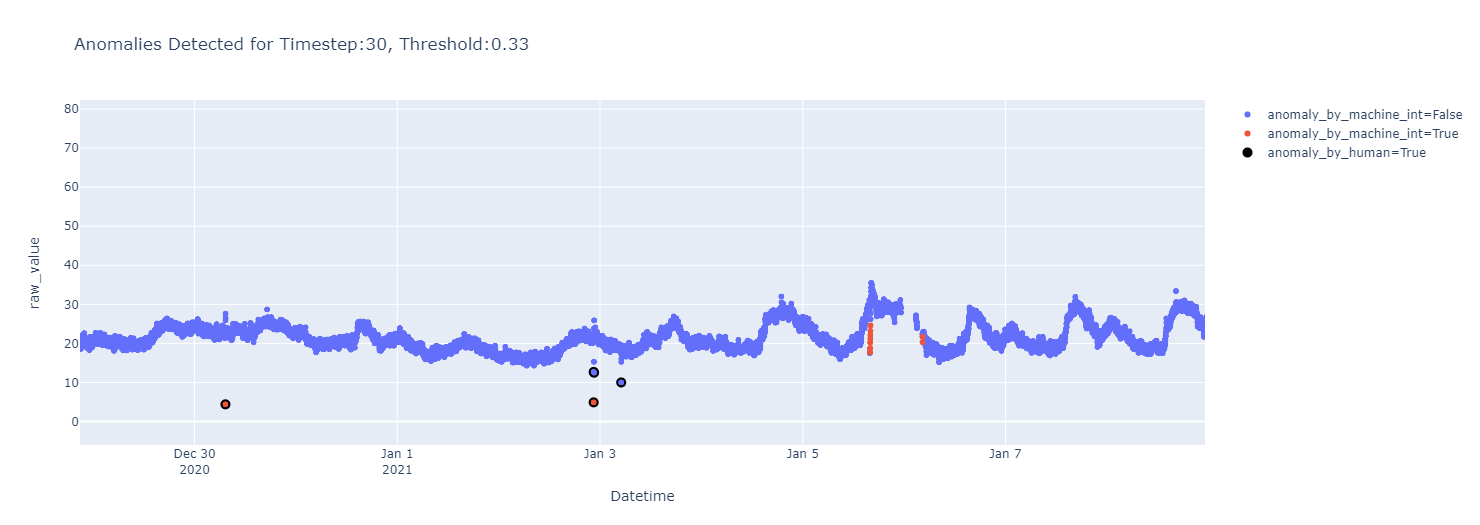 Anomalies Detected for Timestep:30, Threshold:0.33
80
70
60
50
40
30
20
10
0
raw_value
Dec 30
2020
Jan 1
2021
Jan 3
Jan 5
Jan 7
Datetime
anomaly_by_machine_int=False
anomaly_by_machine_int=True
anomaly_by_human=True